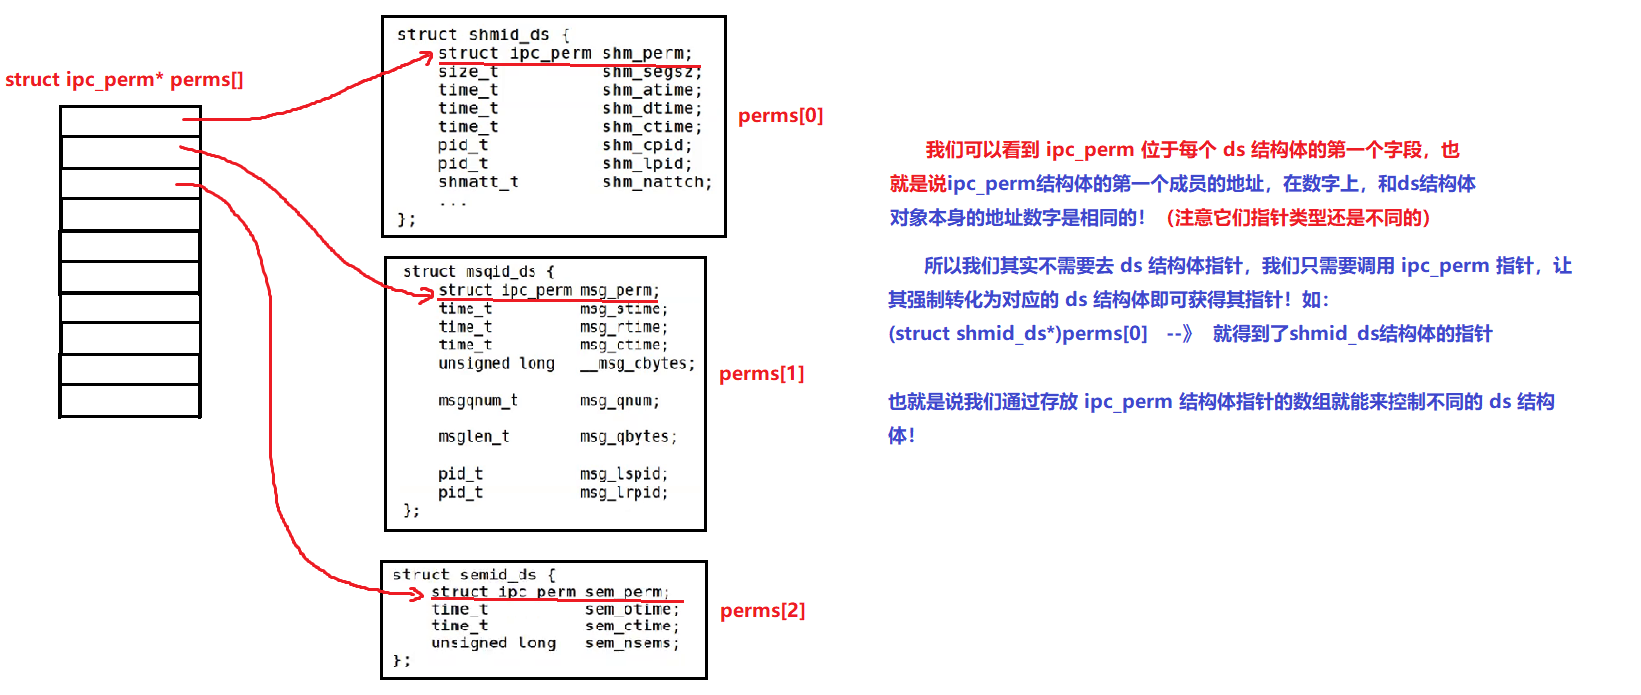 struct ipc_perm* perms[]
struct shmid_ds {
struct ipc_perm shm_perm;
size_t shm_segsz;
time_t shm_atime;
time_t shm_dtime;
time_t shm_ctime;
pid_t shm_cpid;
pid_t shm_lpid;
shmatt_t shm_nattch;
...
};
perms[0]
struct msqid_ds {
struct ipc_perm msg_perm;
time_t msg_stime;
time_t msg_rtime;
time_t msg_ctime;
unsigned long __msg_cbytes;
msgqnum_t msg_qnum;
msglen_t msg_qbytes;
pid_t msg_lspid;
pid_t msg_lrpid;
};
perms[1]
struct semid_ds {
struct ipc_perm sem_perm;
time_t sem_otime;
time_t sem_ctime;
unsigned long sem_nsems;
};
perms[2]
我们可以看到 ipc_perm 位于每个 ds 结构体的第一个字段，也
就是说ipc_perm结构体的第一个成员的地址，在数字上，和ds结构体
对象本身的地址数字是相同的！（注意它们指针类型还是不同的）
所以我们其实不需要去 ds 结构体指针，我们只需要调用 ipc_perm 指针，让
其强制转化为对应的 ds 结构体即可获得其指针！如：
(struct shmid_ds*)perms[0] --》 就得到了shmid_ds结构体的指针
也就是说我们通过存放 ipc_perm 结构体指针的数组就能来控制不同的 ds 结构
体！